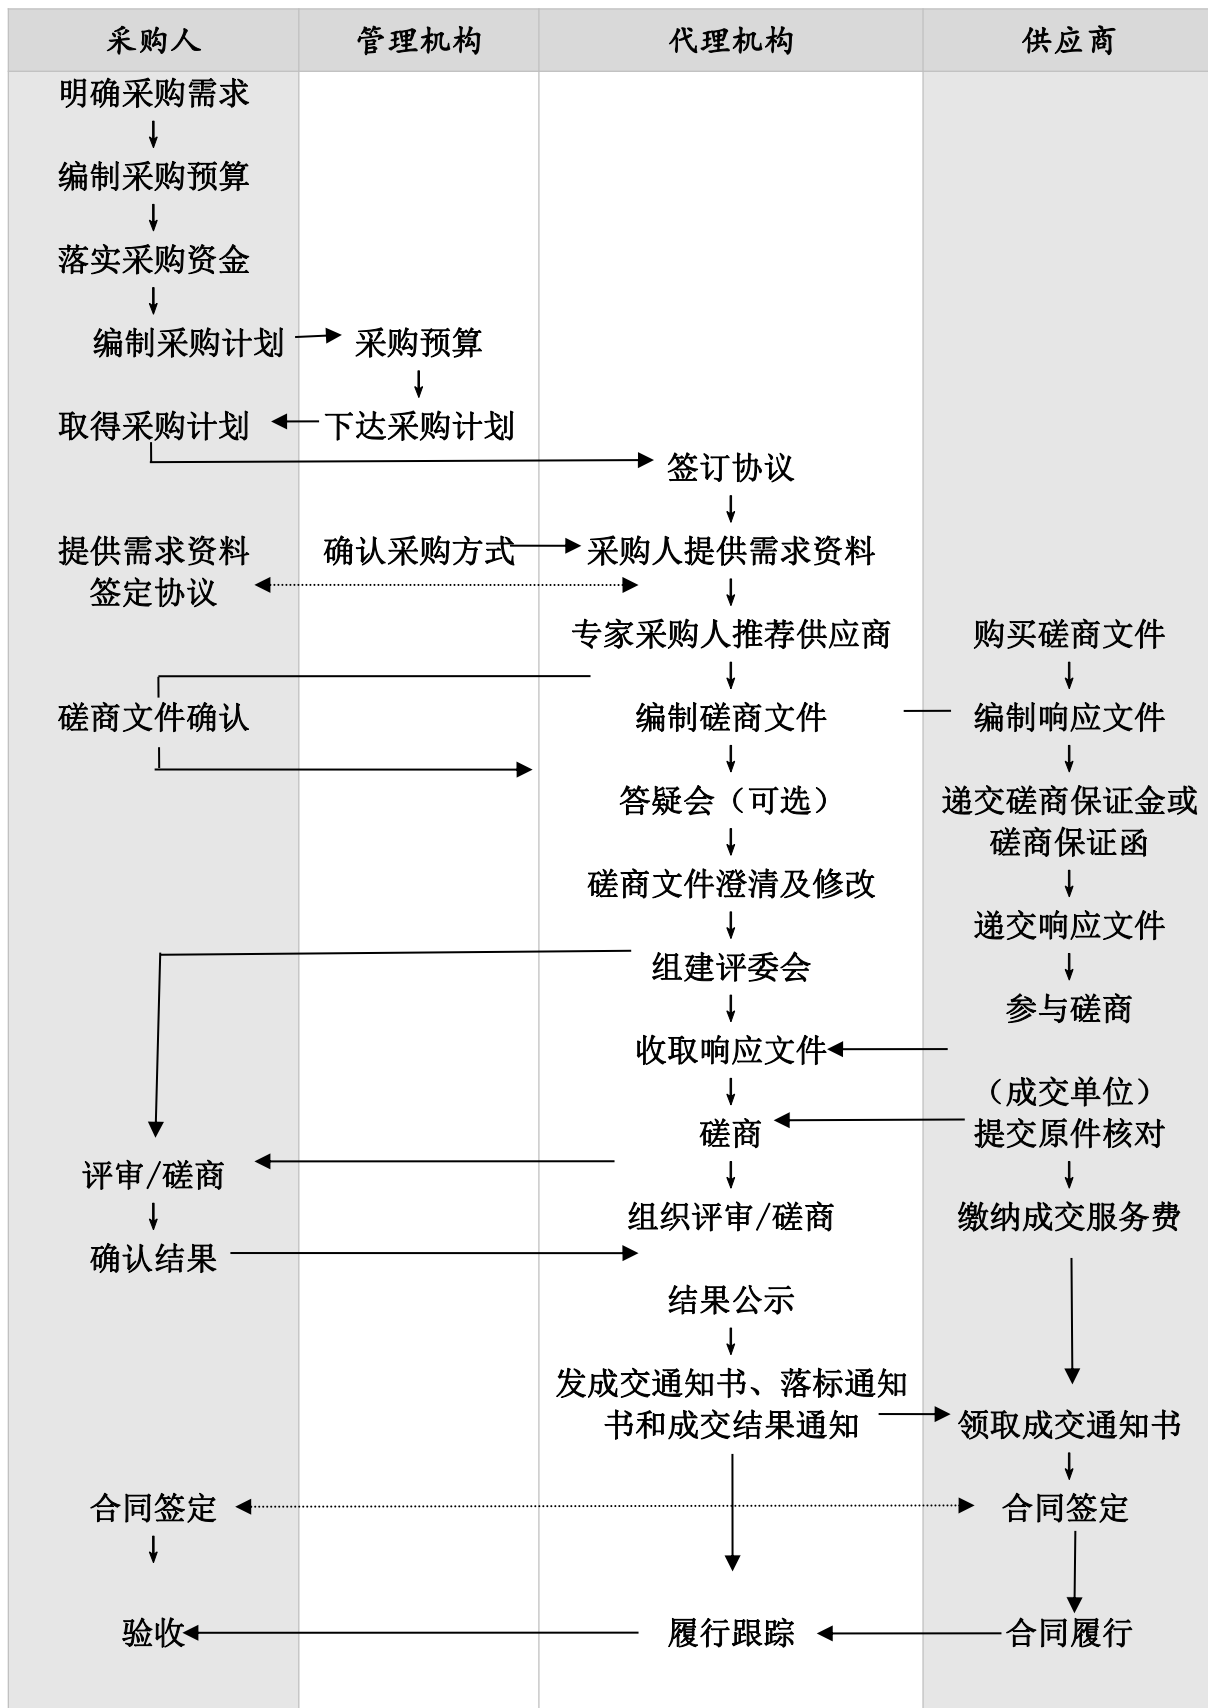 采购人 管理机构 代理机构 供应商
明确采购需求
编制采购预算
落实采购资金
编制采购计划 采购预算
取得采购计划 下达采购计划
签订协议
提供需求资料 确认采购方式 采购人提供需求资料
签定协议
专家采购人推荐供应商 购买磋商文件
磋商文件确认 编制磋商文件 编制响应文件
答疑会（可选） 递交磋商保证金或
磋商保证函
磋商文件澄清及修改
递交响应文件
组建评委会
参与磋商
收取响应文件
（成交单位）
磋商 提交原件核对
评审/磋商
组织评审/磋商 缴纳成交服务费
确认结果
结果公示
发成交通知书、落标通知
书和成交结果通知 领取成交通知书
合同签定 合同签定
验收 履行跟踪 合同履行